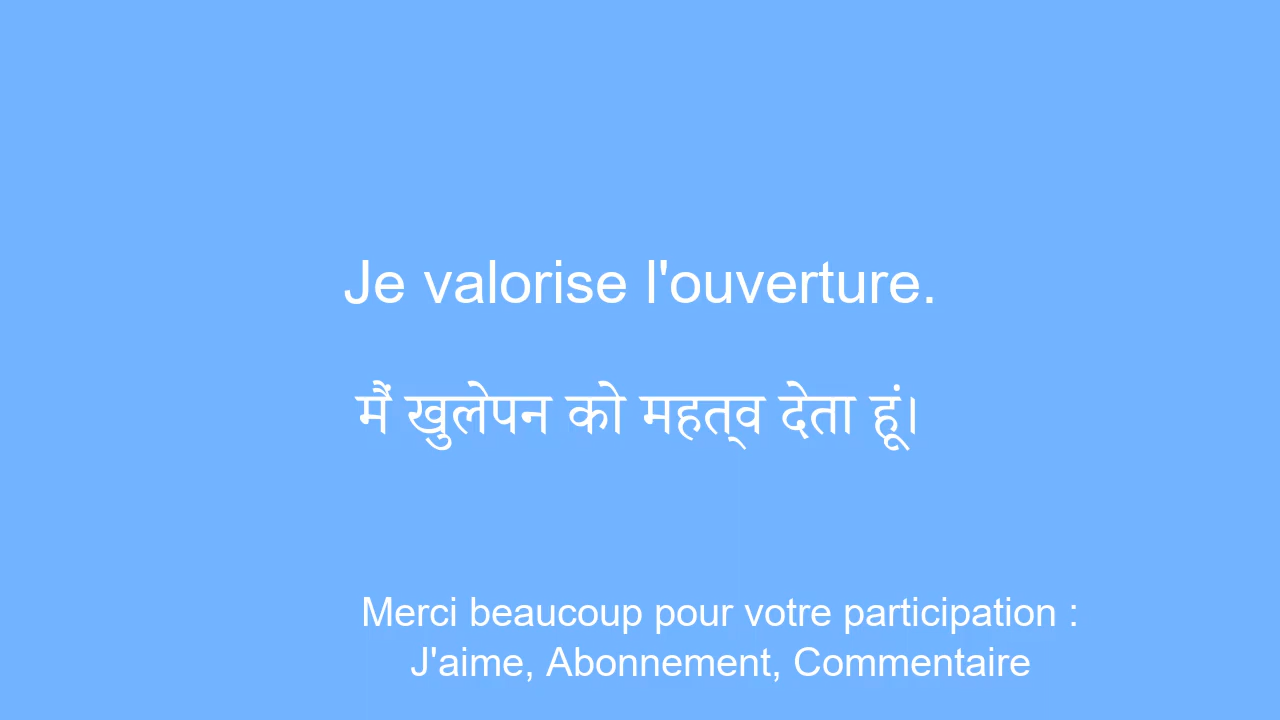 Je valorise l'ouverture.
मैं खुलेपन को महत्व देता हूं।
Merci beaucoup pour votre participation :
J'aime, Abonnement, Commentaire